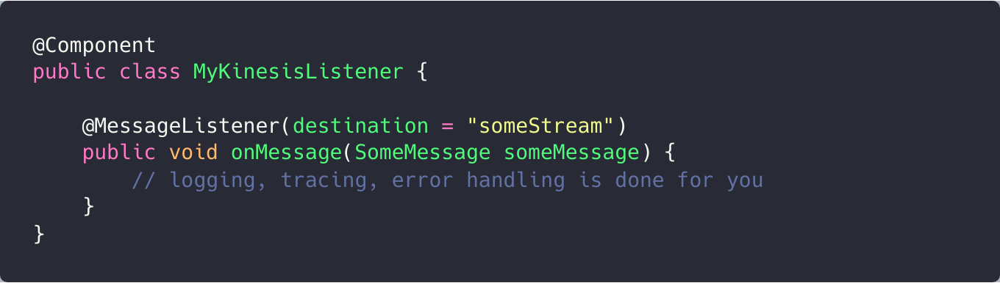 @Component
public class MyKinesisListener {
@MessageListener(destination = "someStream")
public void onMessage(SomeMessage someMessage) {
// logging, tracing, error handling is done for you
}
}